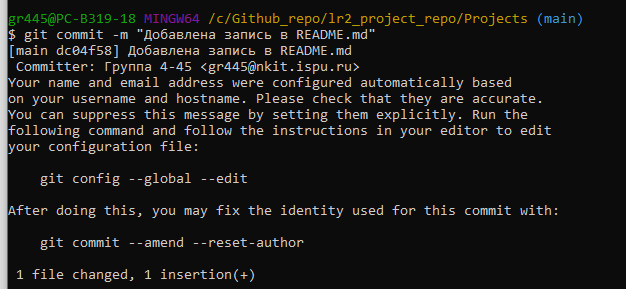 gr445@PC-B319-18 MINGW64 /c/Github_repo/lr2_project_repo/Projects (main)
$ git commit -m "Добавлена запись в README.md"
[main dc04f58] Добавлена запись в README.md
 Committer: Группа 4-45 <gr445@nkit.ispu.ru>
Your name and email address were configured automatically based
on your username and hostname. Please check that they are accurate.
You can suppress this message by setting them explicitly. Run the
following command and follow the instructions in your editor to edit
your configuration file:

    git config --global --edit

After doing this, you may fix the identity used for this commit with:

    git commit --amend --reset-author

 1 file changed, 1 insertion(+)